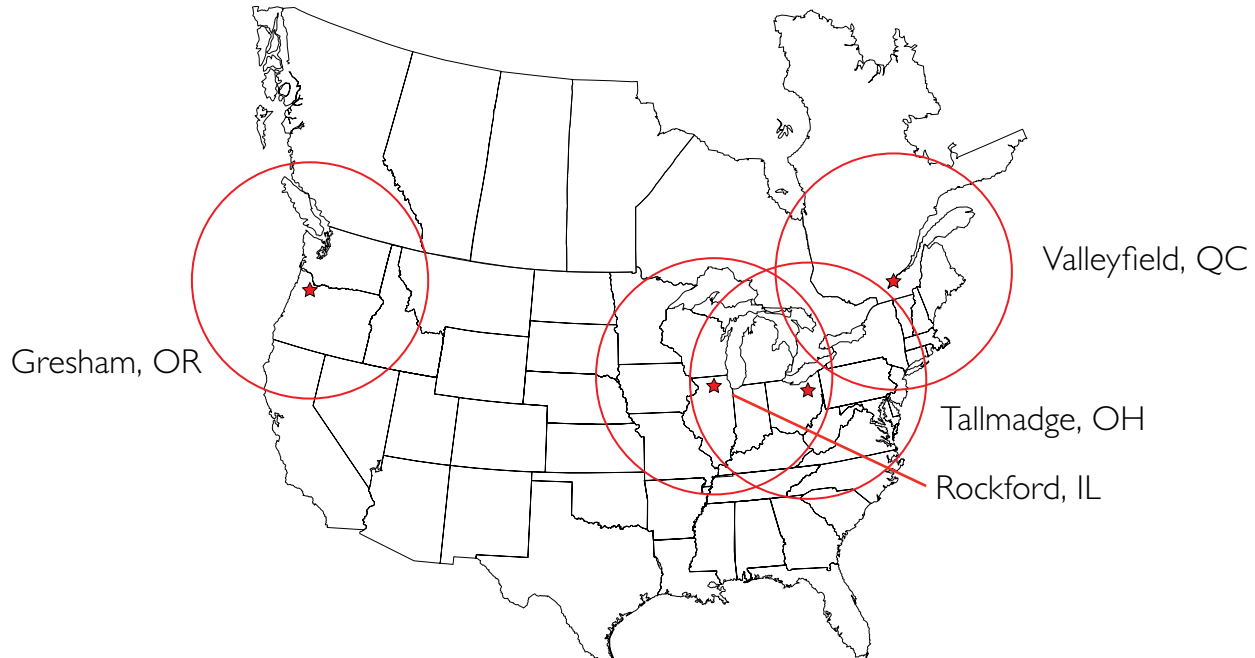 Valleyfield, QC
Gresham, OR
Tallmadge, OH
Rockford, IL